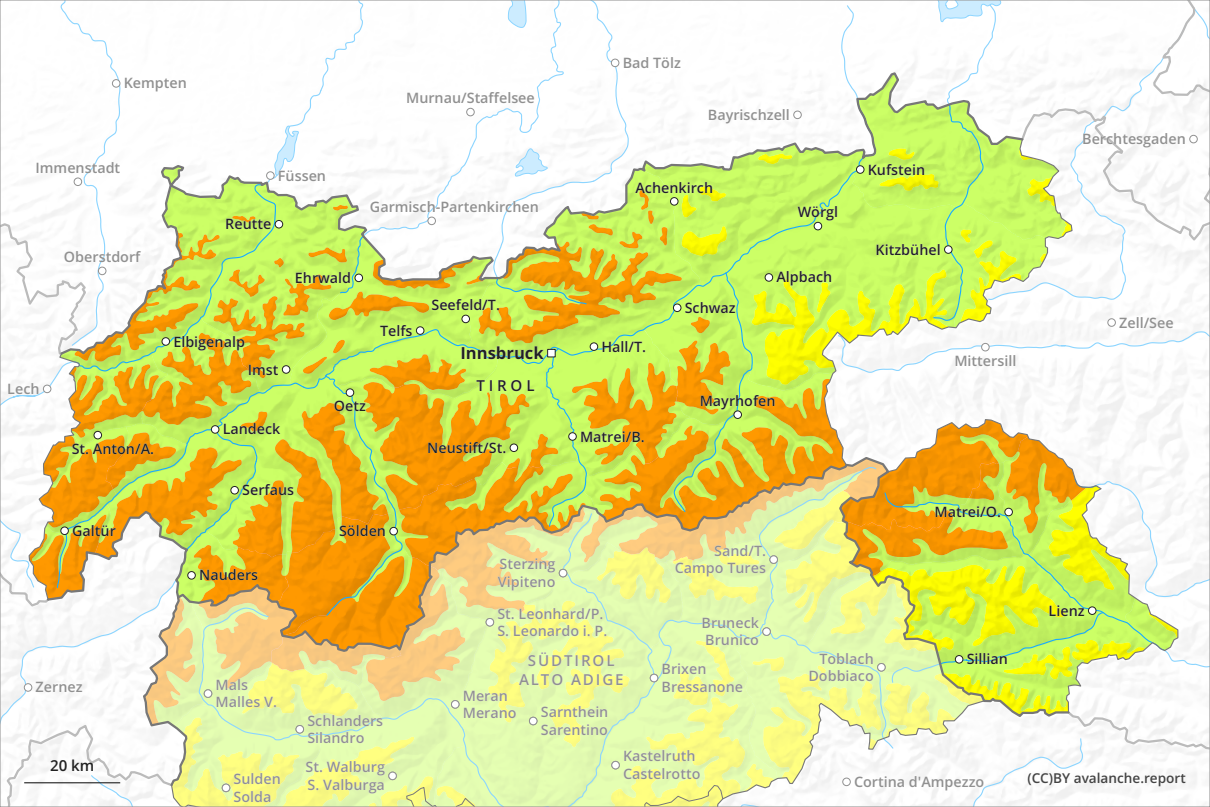 Bad Tölz
Kempten
Murnau/Staffelsee
Bayrischzell
Berchtesgaden
Immenstadt
Füssen
Kufstein
Achenkirch
Garmisch-Partenkirchen
Wörgl
Reutte
Oberstdorf
Kitzbühel
Ehrwald
Alpbach
Seefeld/T.
Schwaz
Zell/See
Telfs
Elbigenalp
Innsbruck
Hall/T.
Mittersill
Imst
TIROL
Lech
Oetz
Mayrhofen
Landeck
Matrei/B.
St. Anton/A.
Neustift/St.
Serfaus
Matrei/O.
Galtür
Sölden
Sand/T.
Campo Tures
Sterzing
Vipiteno
Nauders
Lienz
St. Leonhard/P.
S. Leonardo i. P.
Bruneck
Brunico
SÜDTIROL
ALTO ADIGE
Sillian
Toblach
Dobbiaco
Brixen
Bressanone
Zernez
Mals
Malles V.
Meran
Merano
Sarnthein
Sarentino
Schlanders
Silandro
Kastelruth
Castelrotto
St. Walburg
S. Valburga
20 km
Sulden
Solda
Cortina d'Ampezzo
(CC)BY avalanche.report